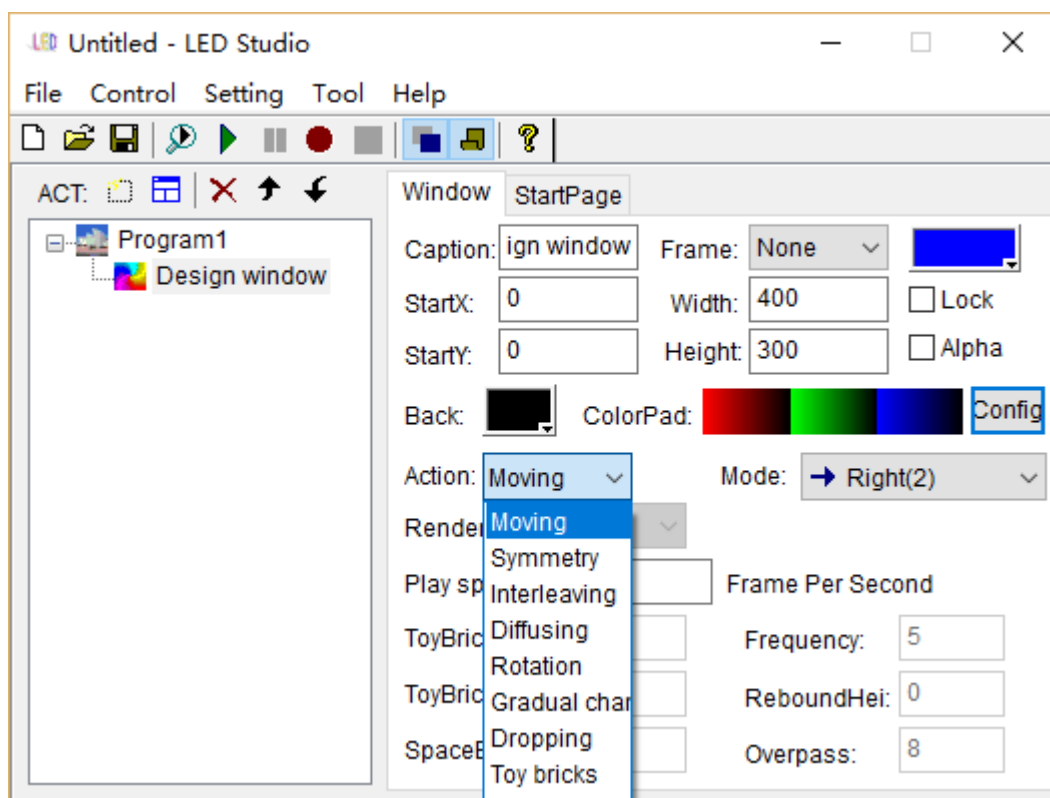 LED Untitled - LED Studio
File Control Setting Tool Help
ACT:
Window StartPage
Program1
Design window
Caption: ign window Frame: None
StartX: 0 Width: 400 Lock
StartY: 0 Height: 300 Alpha
Back: ColorPad: Config
Action: Moving Mode: Right(2)
Render
Moving
Symmetry
Interleaving
Diffusing
Rotation
Gradual char
Dropping
Toy bricks
Play sp Frame Per Second
ToyBric Frequency: 5
ToyBric ReboundHei: 0
SpaceE Overpass: 8